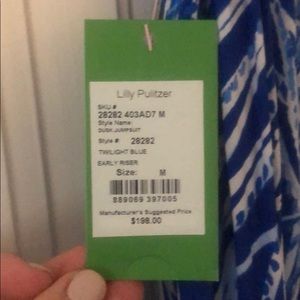 Lilly Pulitzer
SKU #
28282 403AD7 M
Style Name:
DUSK JUMPSUIT
Style #: 28282
TWILIGHT BLUE
EARLY RISER
Size: M
889069 397005
Manufacturer's Suggested Price
$198.00